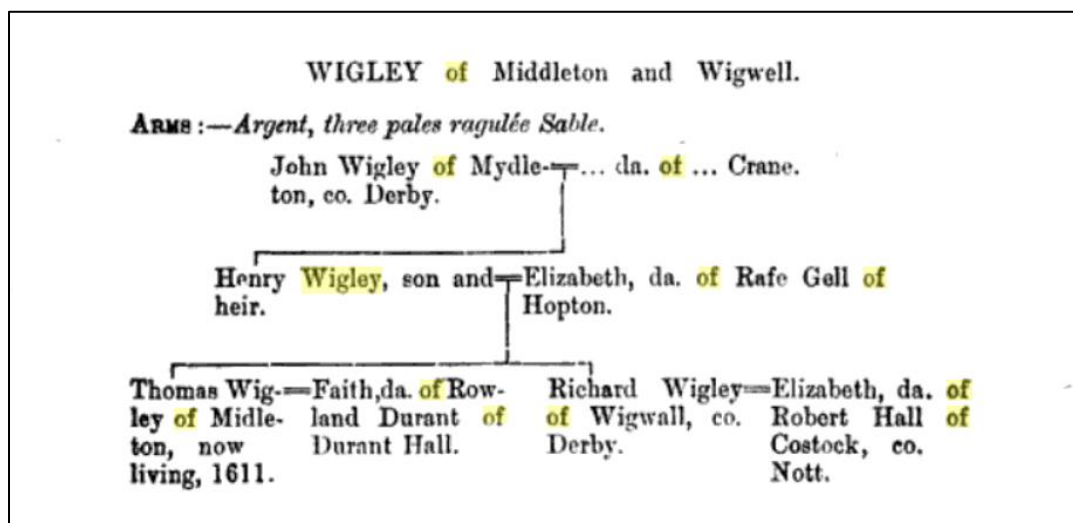 WIGLEY of Middleton and Wigwell.
ARMS:—Argent, three pales ragulée Sable.
John Wigley of Mydle-
ton, co. Derby.
... da. of ... Crane.
Henry Wigley, son and
heir.
Elizabeth, da. of Rafe Gell of
Hopton.
Thomas Wig-
ley of Midle-
ton, now
living, 1611.
Faith, da. of Row-
land Durant of
Durant Hall.
Richard Wigley
of Wigwall, co.
Derby.
Elizabeth, da. of
Robert Hall of
Costock, co.
Nott.